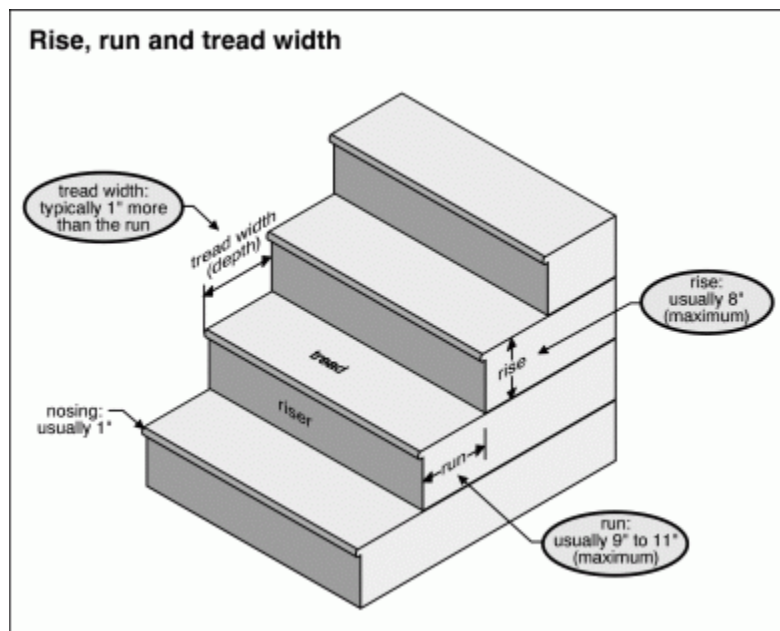 Rise, run and tread width
tread width:
typically 1" more
than the run
tread width
(depth)
rise:
usually 8"
(maximum)
rise
tread
riser
nosing:
usually 1"
run
run:
usually 9" to 11"
(maximum)